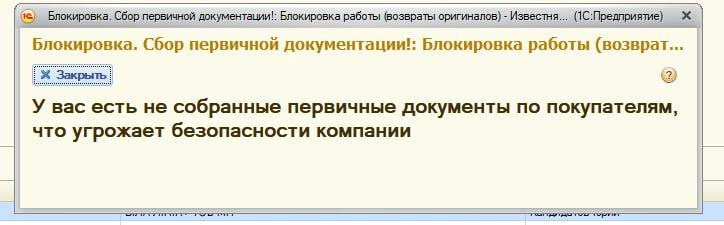 Блокировка. Сбор первичной документации!: Блокировка работы (возвраты оригиналов) - Известня... (1С:Предприятие)
Блокировка. Сбор первичной документации!: Блокировка работы (возврат...
Закрыть
?
У вас есть не собранные первичные документы по покупателям,
что угрожает безопасности компании